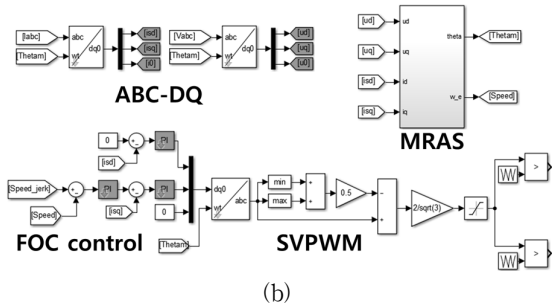 [Iabc]
[Thetam]
abc
wt
dq0
[isd]
[isq]
[i0]
[Vabc]
[Thetam]
abc
wt
dq0
[ud]
[uq]
[u0]
ABC-DQ
[ud]
[uq]
[isd]
[isq]
ud
uq
id
iq
theta
w_e
[Thetam]
[Speed]
MRAS
0
[isd]
PI
[Speed_jerk]
[Speed]
PI
[isq]
PI
0
[Thetam]
dq0
wt
abc
FOC control
min
max
0.5
2/sqrt(3)
SVPWM
>
>
(b)